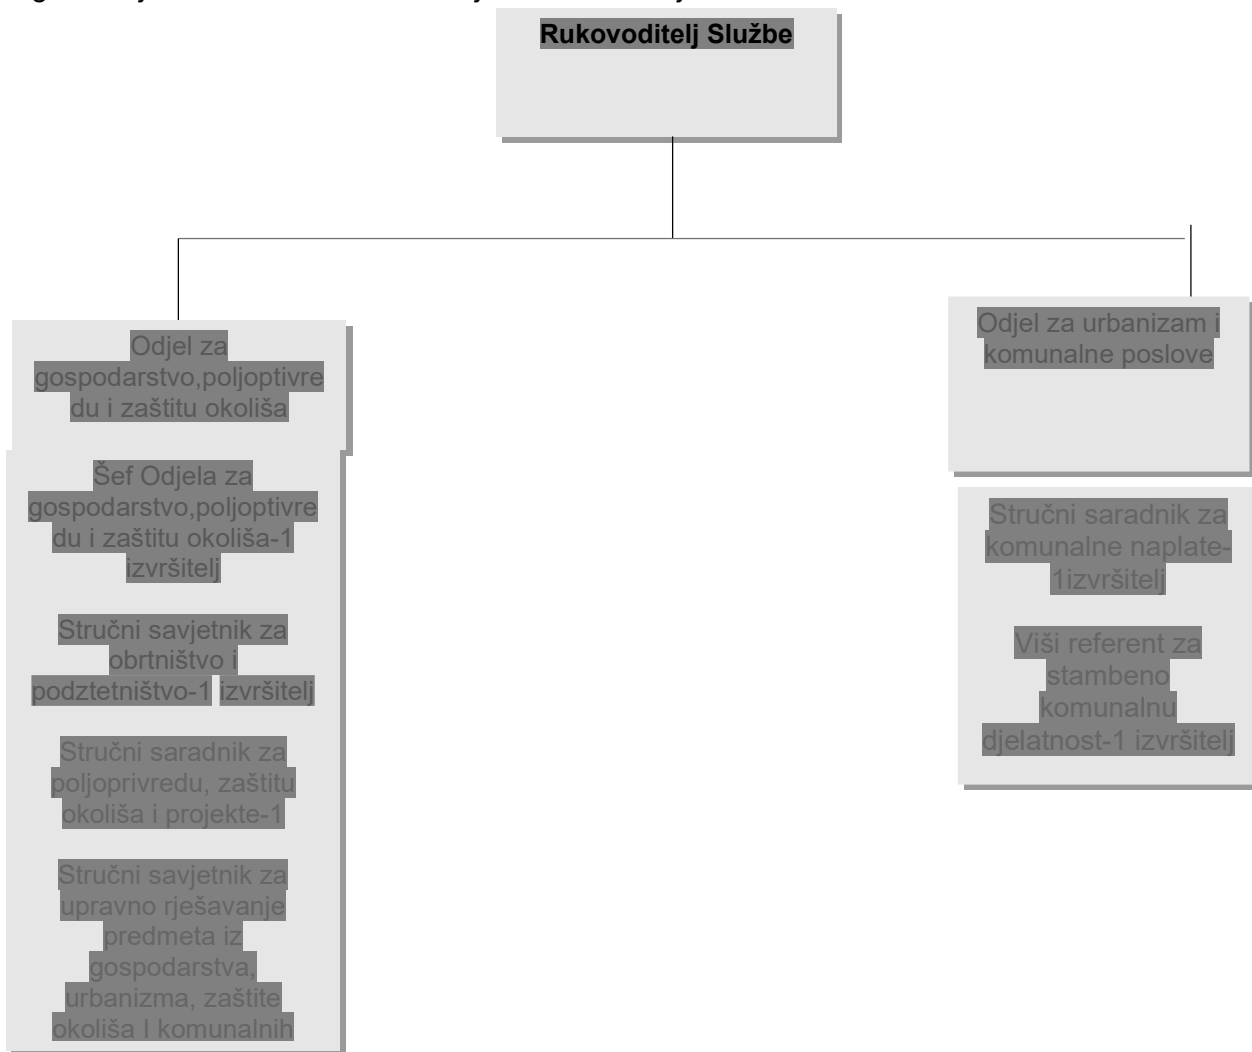 Rukovoditelj Službe
Odjel za
gospodarstvo,poljoptivre
du i zaštitu okoliša
Šef Odjela za
gospodarstvo,poljoptivre
du i zaštitu okoliša-1
izvršitelj
Stručni savjetnik za
obrtništvo i
podztetništvo-1 izvršitelj
Stručni saradnik za
poljoprivredu, zaštitu
okoliša i projekte-1
Stručni savjetnik za
upravno rješavanje
predmeta iz
gospodarstva,
urbanizma, zaštite
okoliša I komunalnih
Odjel za urbanizam i
komunalne poslove
Stručni saradnik za
komunalne naplate-
1izvršitelj
Viši referent za
stambeno
komunalnu
djelatnost-1 izvršitelj